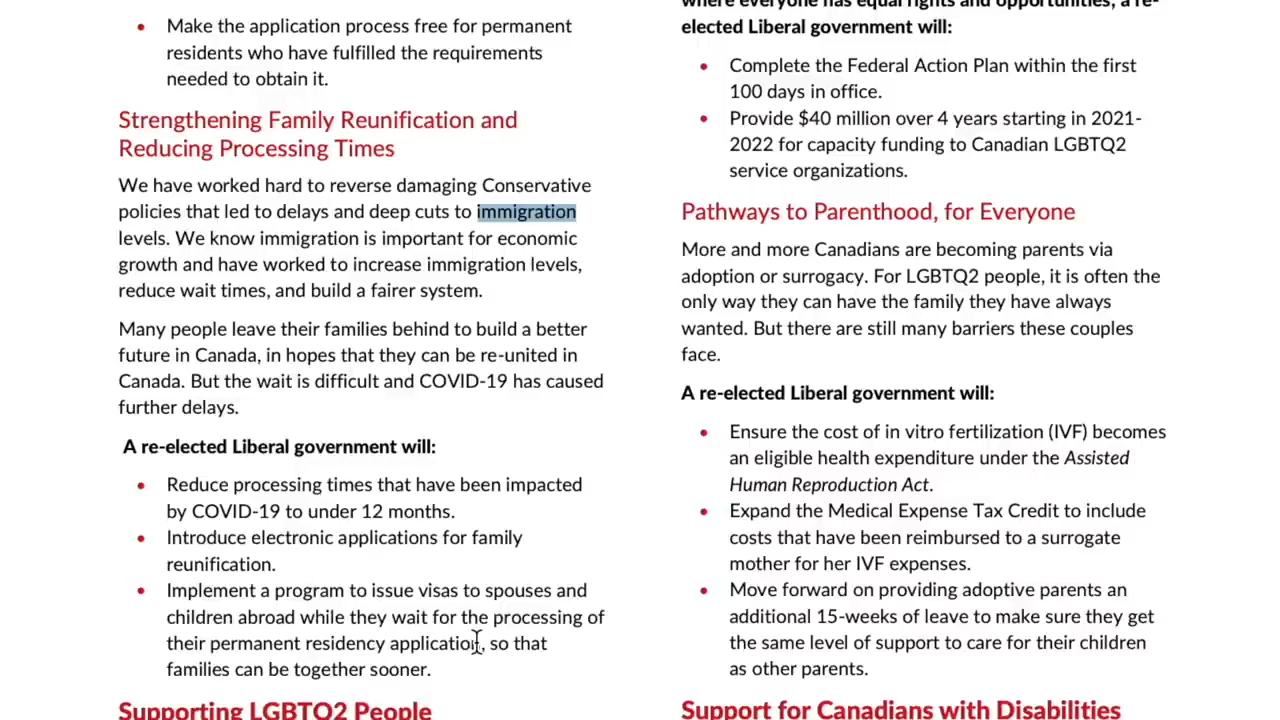 Make the application process free for permanent
residents who have fulfilled the requirements
needed to obtain it.
Strengthening Family Reunification and
Reducing Processing Times
We have worked hard to reverse damaging Conservative
policies that led to delays and deep cuts to immigration
levels. We know immigration is important for economic
growth and have worked to increase immigration levels,
reduce wait times, and build a fairer system.
Many people leave their families behind to build a better
future in Canada, in hopes that they can be re-united in
Canada. But the wait is difficult and COVID-19 has caused
further delays.
A re-elected Liberal government will:
Reduce processing times that have been impacted
by COVID-19 to under 12 months.
Introduce electronic applications for family
reunification.
Implement a program to issue visas to spouses and
children abroad while they wait for the processing of
their permanent residency application, so that
families can be together sooner.
Supporting LGBTQ2 People
where everyone has equal rights and opportunities, a re-
elected Liberal government will:
Complete the Federal Action Plan within the first
100 days in office.
Provide $40 million over 4 years starting in 2021-
2022 for capacity funding to Canadian LGBTQ2
service organizations.
Pathways to Parenthood, for Everyone
More and more Canadians are becoming parents via
adoption or surrogacy. For LGBTQ2 people, it is often the
only way they can have the family they have always
wanted. But there are still many barriers these couples
face.
A re-elected Liberal government will:
Ensure the cost of in vitro fertilization (IVF) becomes
an eligible health expenditure under the Assisted
Human Reproduction Act.
Expand the Medical Expense Tax Credit to include
costs that have been reimbursed to a surrogate
mother for her IVF expenses.
Move forward on providing adoptive parents an
additional 15-weeks of leave to make sure they get
the same level of support to care for their children
as other parents.
Support for Canadians with Disabilities